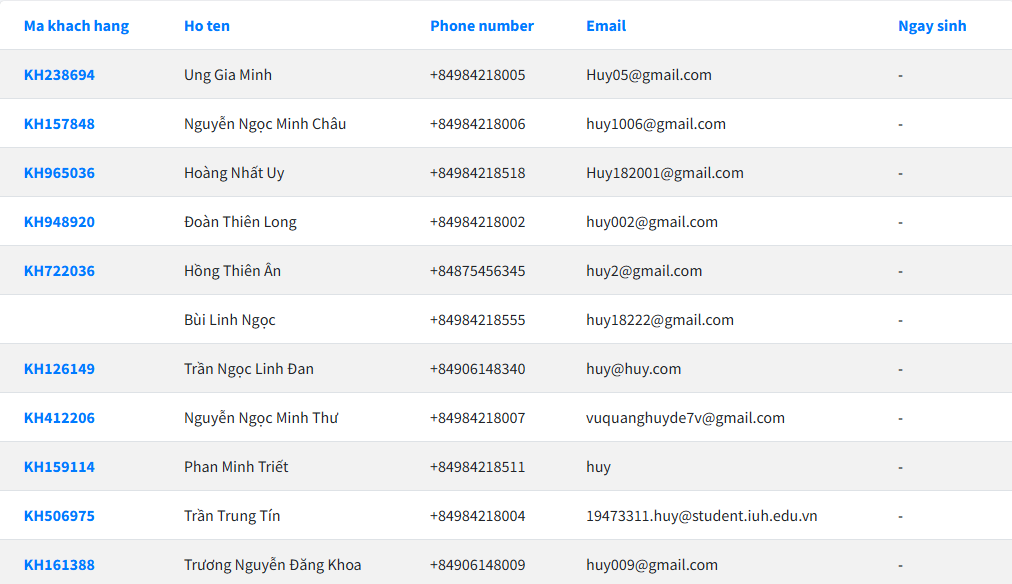 Ma khach hang Ho ten Phone number Email Ngay sinh
KH238694 Ung Gia Minh +84984218005 Huy05@gmail.com -
KH157848 Nguyễn Ngọc Minh Châu +84984218006 huy1006@gmail.com -
KH965036 Hoàng Nhất Uy +84984218518 Huy182001@gmail.com -
KH948920 Đoàn Thiên Long +84984218002 huy002@gmail.com -
KH722036 Hồng Thiên Ân +84875456345 huy2@gmail.com -
Bùi Linh Ngọc +84984218555 huy18222@gmail.com -
KH126149 Trần Ngọc Linh Đan +84906148340 huy@huy.com -
KH412206 Nguyễn Ngọc Minh Thư +84984218007 vuquanghuyde7v@gmail.com -
KH159114 Phan Minh Triết +84984218511 huy -
KH506975 Trần Trung Tín +84984218004 19473311.huy@student.iuh.edu.vn -
KH161388 Trương Nguyễn Đăng Khoa +84906148009 huy009@gmail.com -